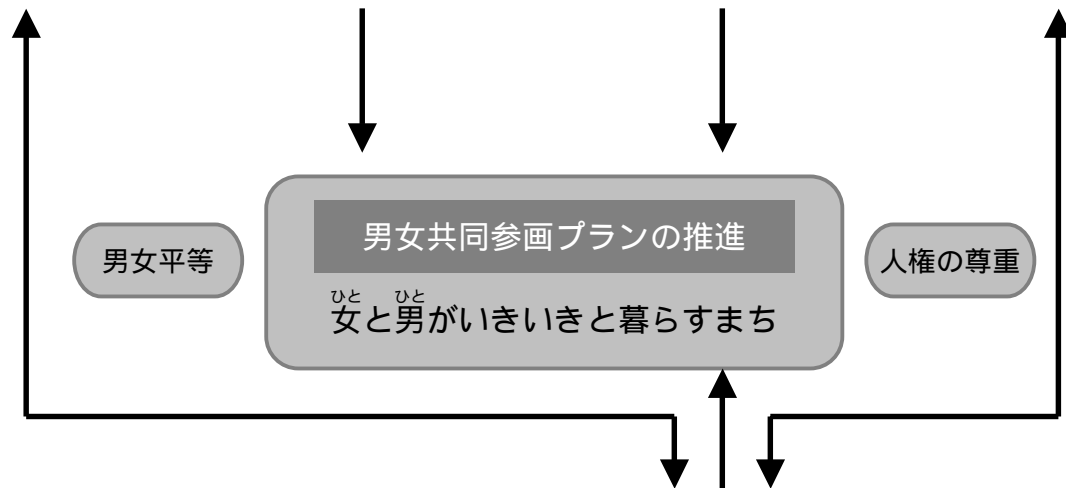 男女共同参画プランの推進
男女平等
人権の尊重
ひと ひと
女と男がいきいきと暮らすまち